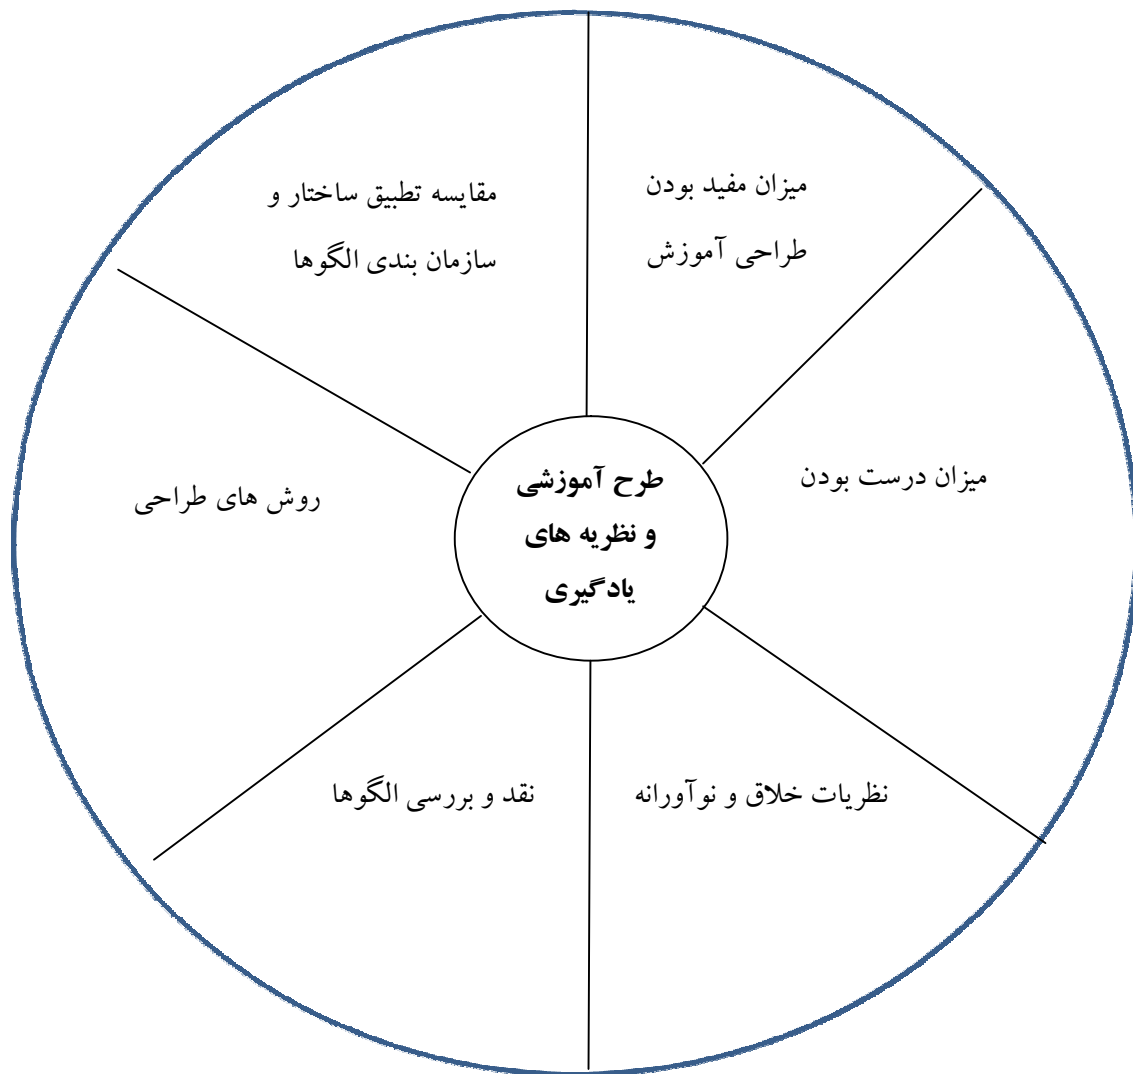 میزان مفید بودن
طراحی آموزش
مقایسه تطبیق ساختار و
سازمان بندی الگوها
میزان درست بودن
طرح آموزشی
و نظریه های
یادگیری
روش های طراحی
نظریات خلاق و نوآورانه
نقد و بررسی الگوها